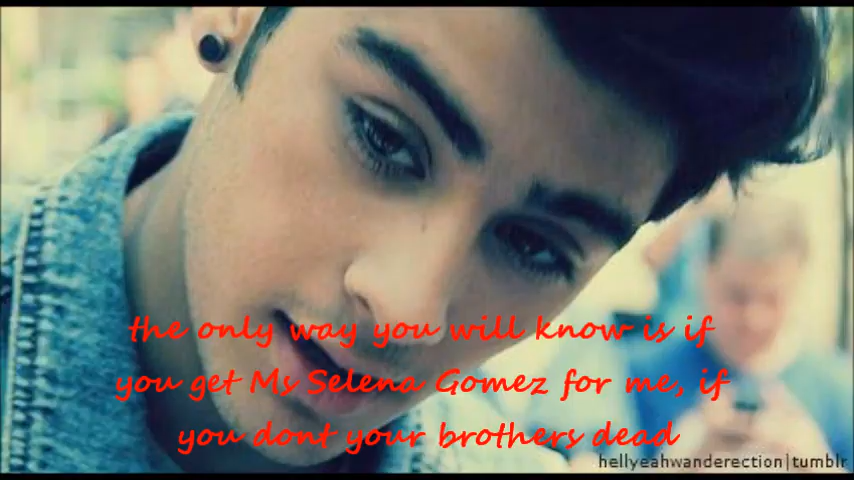 the only way you will know is if
you get Ms Selena Gomez for me, if
you dont your brothers dead
hellyeahwanderection|tumblr